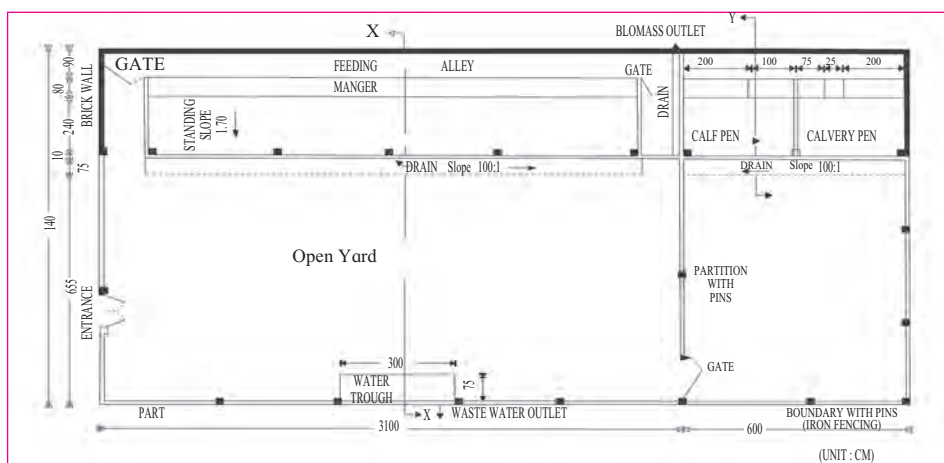 X
Y
BLOMASS OUTLET
GATE
FEEDING ALLEY
GATE
200 100 75 25 200
MANGER
BRICK WALL
STANDING
SLOPE
1.70
DRAIN
CALF PEN
CALVERY PEN
DRAIN Slope 100:1
DRAIN Slope 100:1
90
80
240
10
75
140
655
Open Yard
ENTRANCE
PARTITION
WITH
PINS
300
WATER
TROUGH
75
GATE
PART
X
WASTE WATER OUTLET
BOUNDARY WITH PINS
(IRON FENCING)
3100
600
(UNIT : CM)